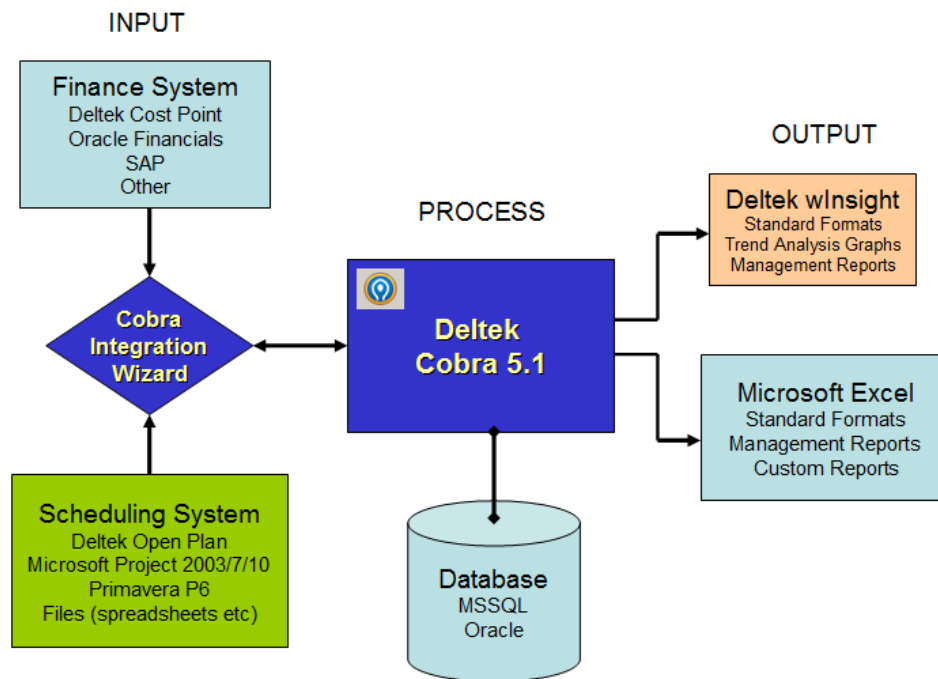 INPUT
Finance System
Deltek Cost Point
Oracle Financials
SAP
Other
Cobra
Integration
Wizard
Scheduling System
Deltek Open Plan
Microsoft Project 2003/7/10
Primavera P6
Files (spreadsheets etc)
PROCESS
Deltek
Cobra 5.1
Database
MSSQL
Oracle
OUTPUT
Deltek wInsight
Standard Formats
Trend Analysis Graphs
Management Reports
Microsoft Excel
Standard Formats
Management Reports
Custom Reports